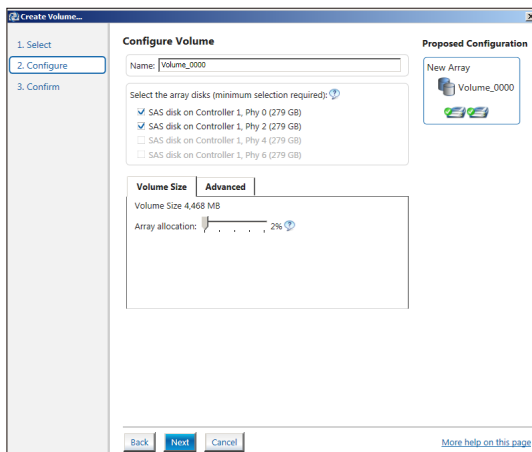 Create Volume...
1. Select
2. Configure
3. Confirm
Configure Volume
Name: Volume_0000
Select the array disks (minimum selection required):
SAS disk on Controller 1, Phy 0 (279 GB)
SAS disk on Controller 1, Phy 2 (279 GB)
SAS disk on Controller 1, Phy 4 (279 GB)
SAS disk on Controller 1, Phy 6 (279 GB)
Volume Size Advanced
Volume Size 4,468 MB
Array allocation: 2%
Proposed Configuration
New Array
Volume_0000
Back Next Cancel
More help on this page